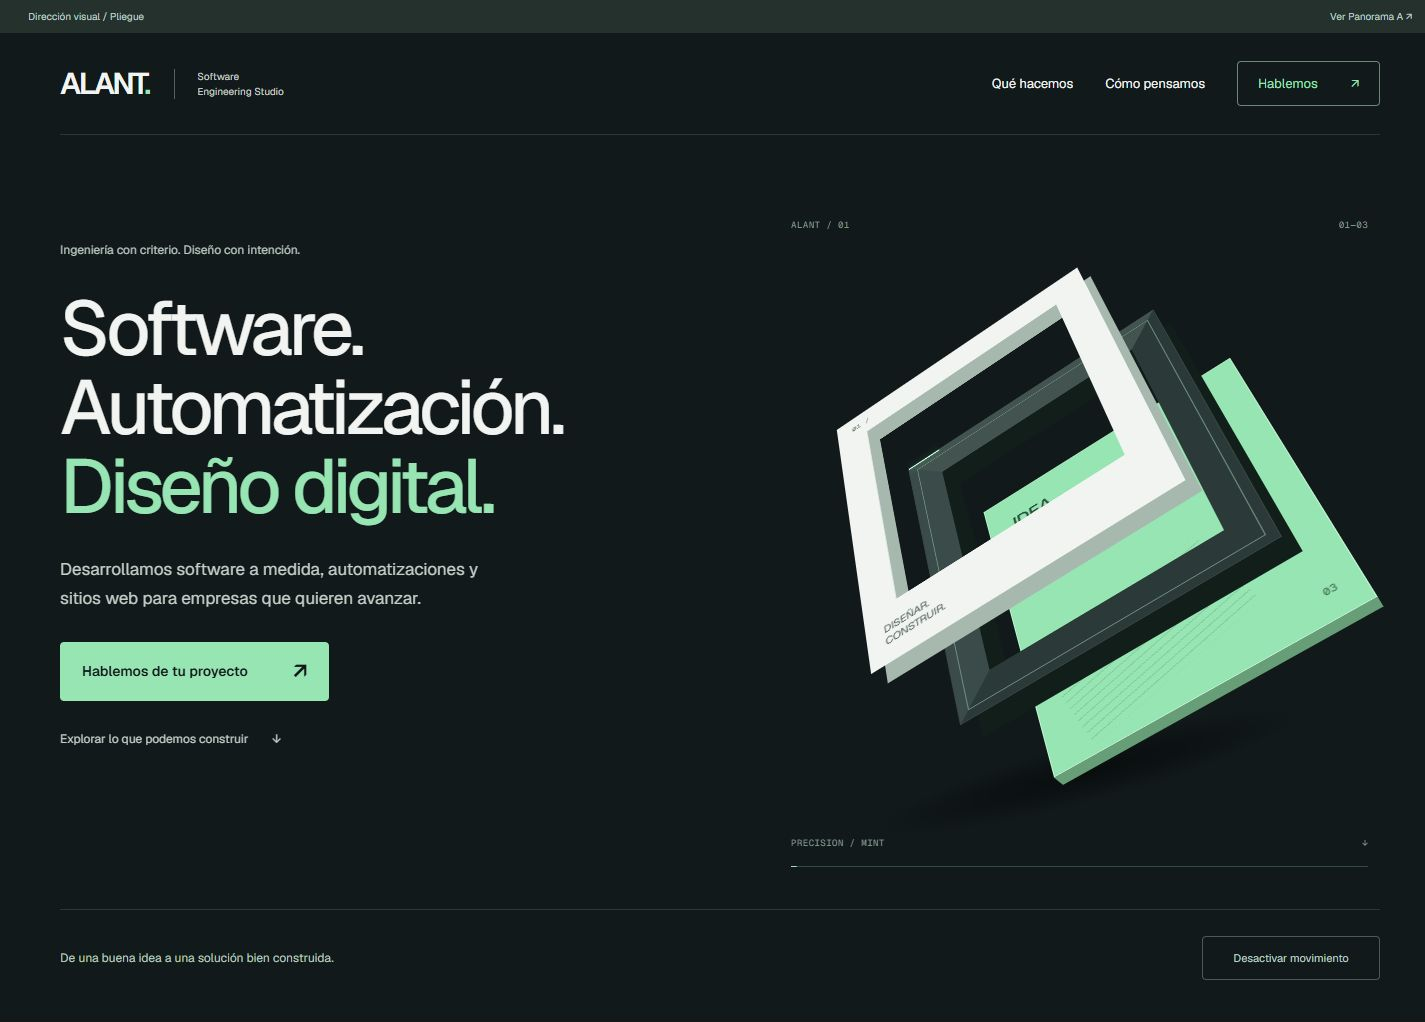 Dirección visual / Pliegue
Ver Panorama A ↗
ALANT.
Software
Engineering Studio
Qué hacemos
Cómo pensamos
Hablemos ↗
ALANT / 01
01—03
Ingeniería con criterio. Diseño con intención.
Software.
Automatización.
Diseño digital.
Desarrollamos software a medida, automatizaciones y
sitios web para empresas que quieren avanzar.
Hablemos de tu proyecto ↗
Explorar lo que podemos construir ↓
01 /
IDEA
DISEÑAR.
CONSTRUIR.
03
PRECISION / MINT ↓
De una buena idea a una solución bien construida.
Desactivar movimiento